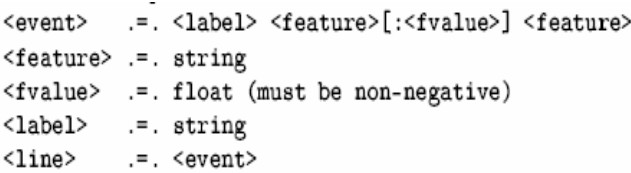 <event> .=. <label> <feature>[:<fvalue>] <feature>
<feature> .=. string
<fvalue> .=. float (must be non-negative)
<label> .=. string
<line> .=. <event>